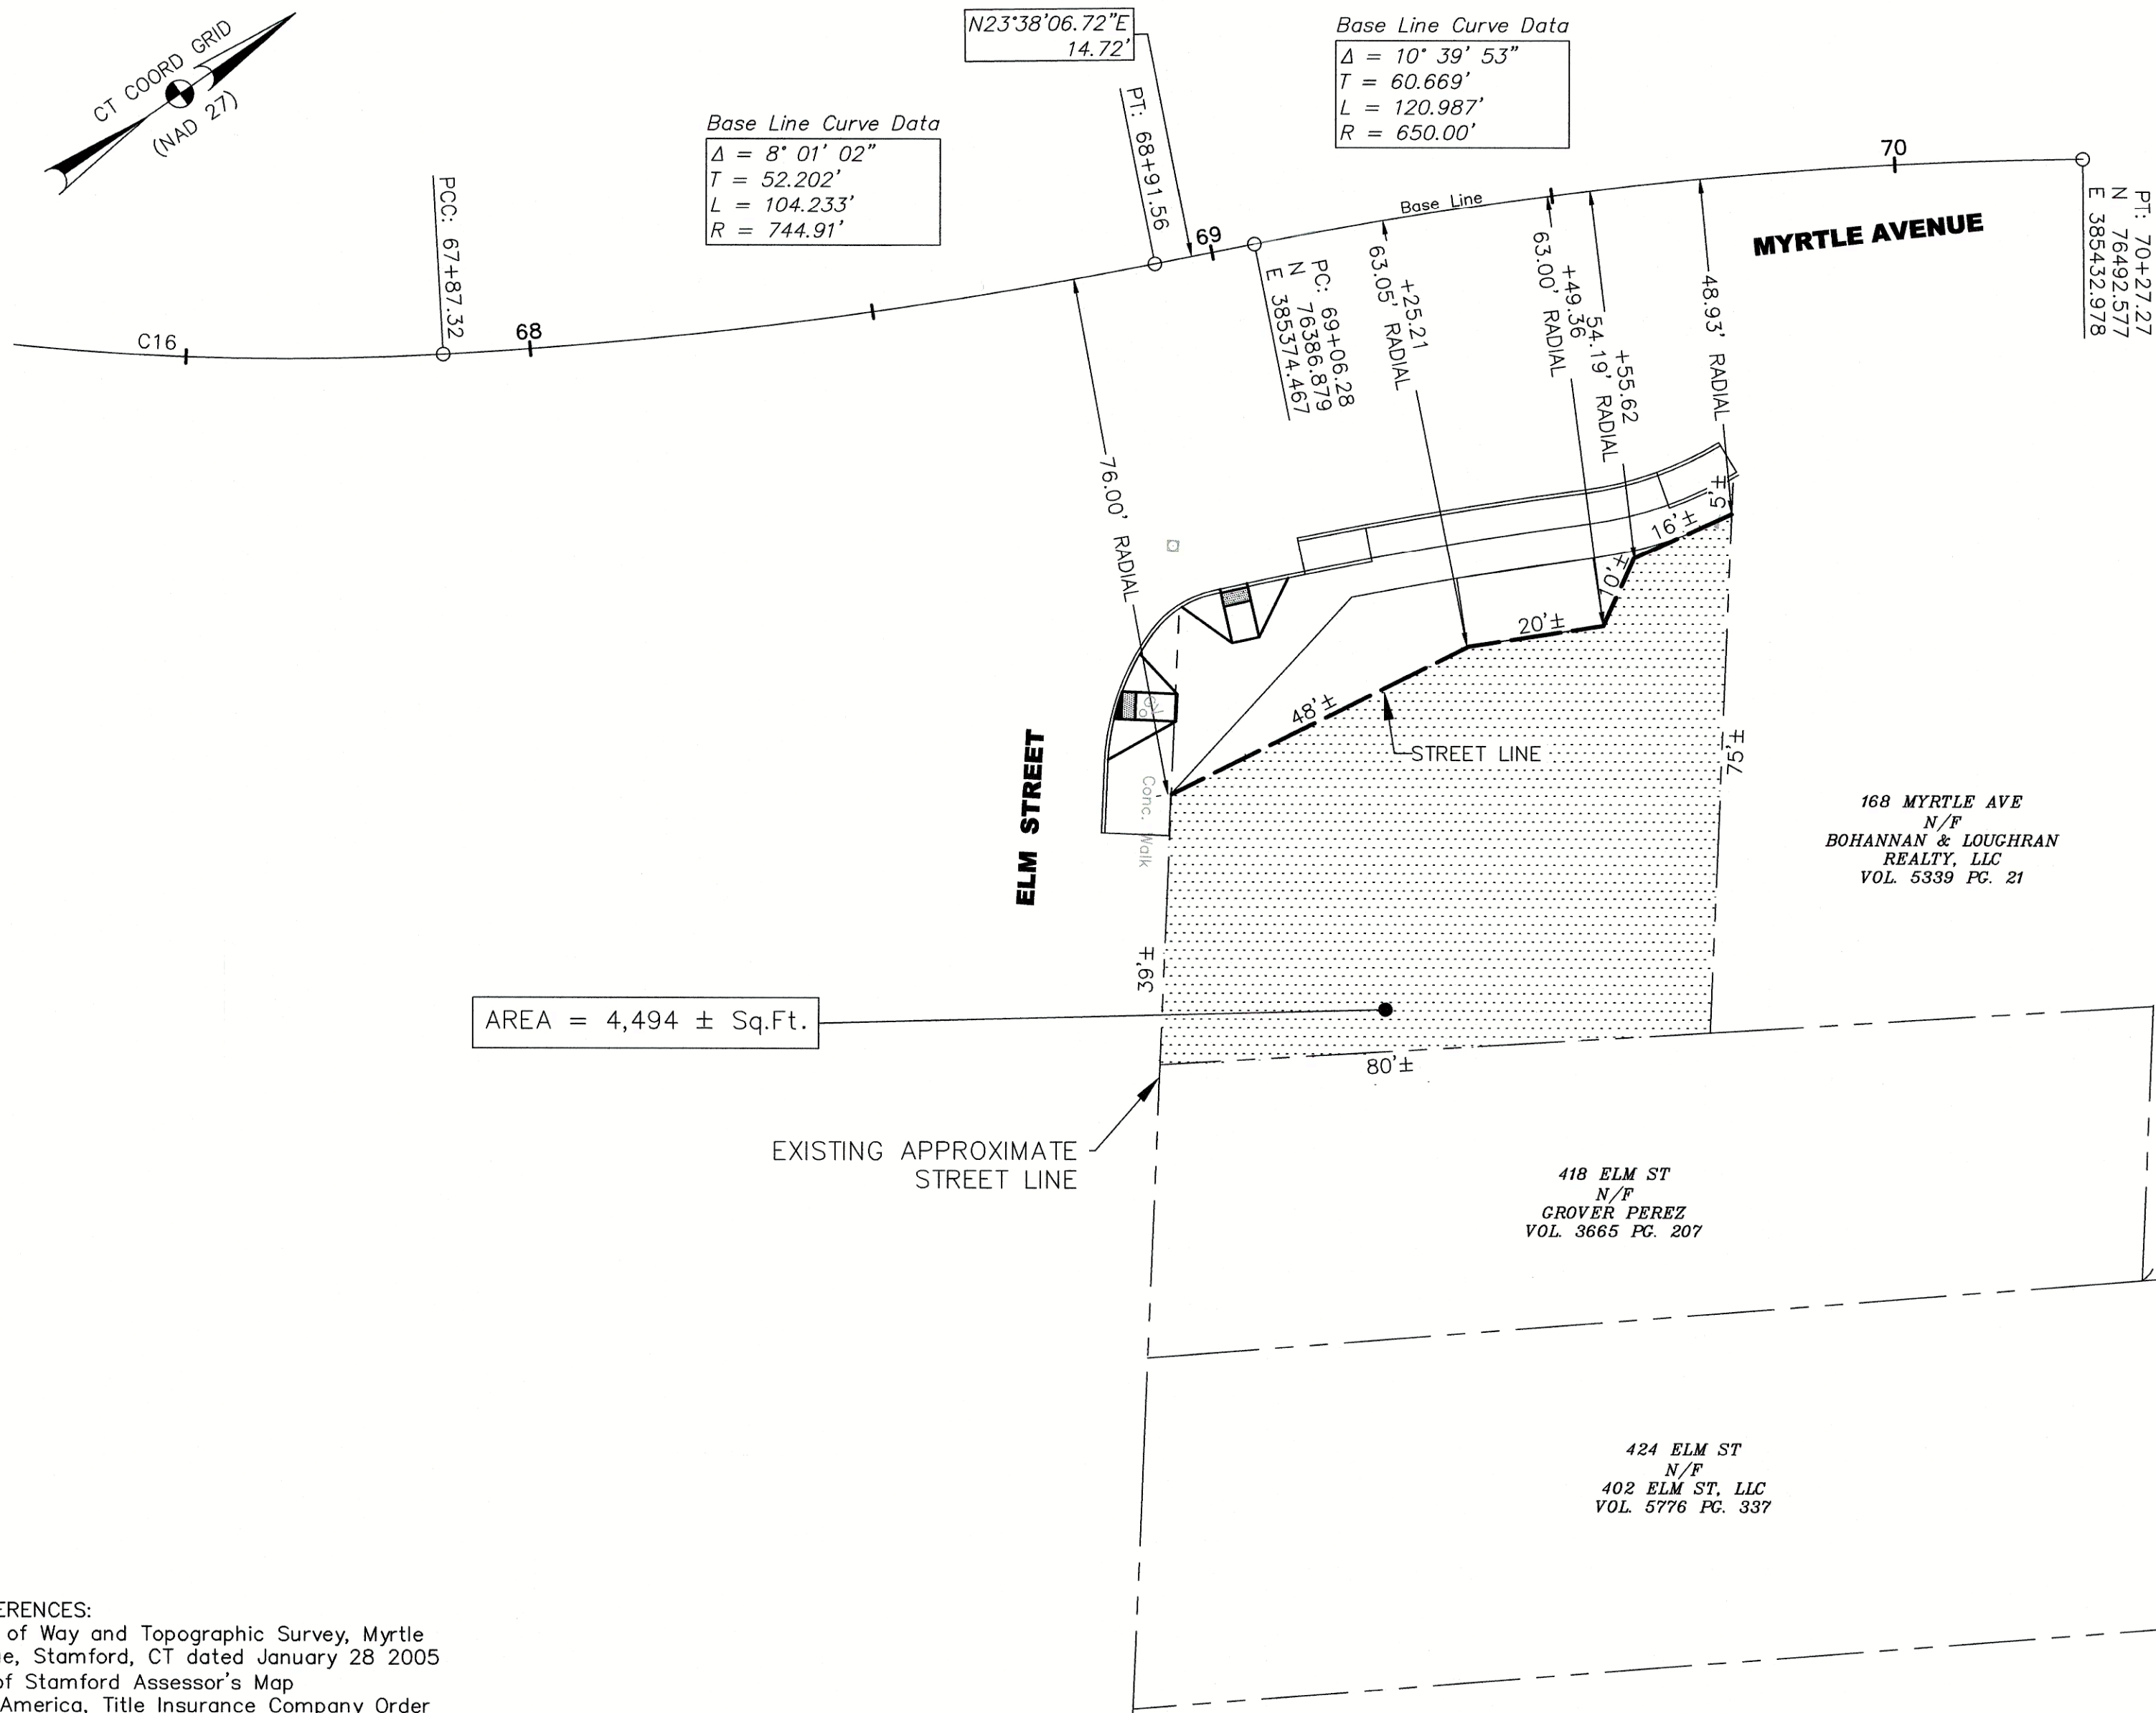 CT COORD GRID
(NAD 27)
N23°38'06.72"E
14.72'
Base Line Curve Data
Δ = 10° 39' 53"
T = 60.669'
L = 120.987'
R = 650.00'
Base Line Curve Data
Δ = 8° 01' 02"
T = 52.202'
L = 104.233'
R = 744.91'
PCC: 67+87.32
PT: 68+91.56
C16
68
69
70
Base Line
MYRTLE AVENUE
PT: 70+27.27
N 76492.577
E 385432.978
PC: 69+06.28
N 76386.879
E 385374.467
+25.21
63.05' RADIAL
+49.36
63.00' RADIAL
+55.62
54.19' RADIAL
48.93' RADIAL
76.00' RADIAL
5'±
16'±
10'±
20'±
48'±
STREET LINE
75'±
ELM STREET
Conc. Walk
39'±
168 MYRTLE AVE
N/F
BOHANNAN & LOUGHRAN
REALTY, LLC
VOL. 5339 PG. 21
AREA = 4,494 ± Sq.Ft.
80'±
EXISTING APPROXIMATE
STREET LINE
418 ELM ST
N/F
GROVER PEREZ
VOL. 3665 PG. 207
424 ELM ST
N/F
402 ELM ST, LLC
VOL. 5776 PG. 337
ERENCES:
of Way and Topographic Survey, Myrtle
e, Stamford, CT dated January 28 2005
of Stamford Assessor's Map
America, Title Insurance Company Order